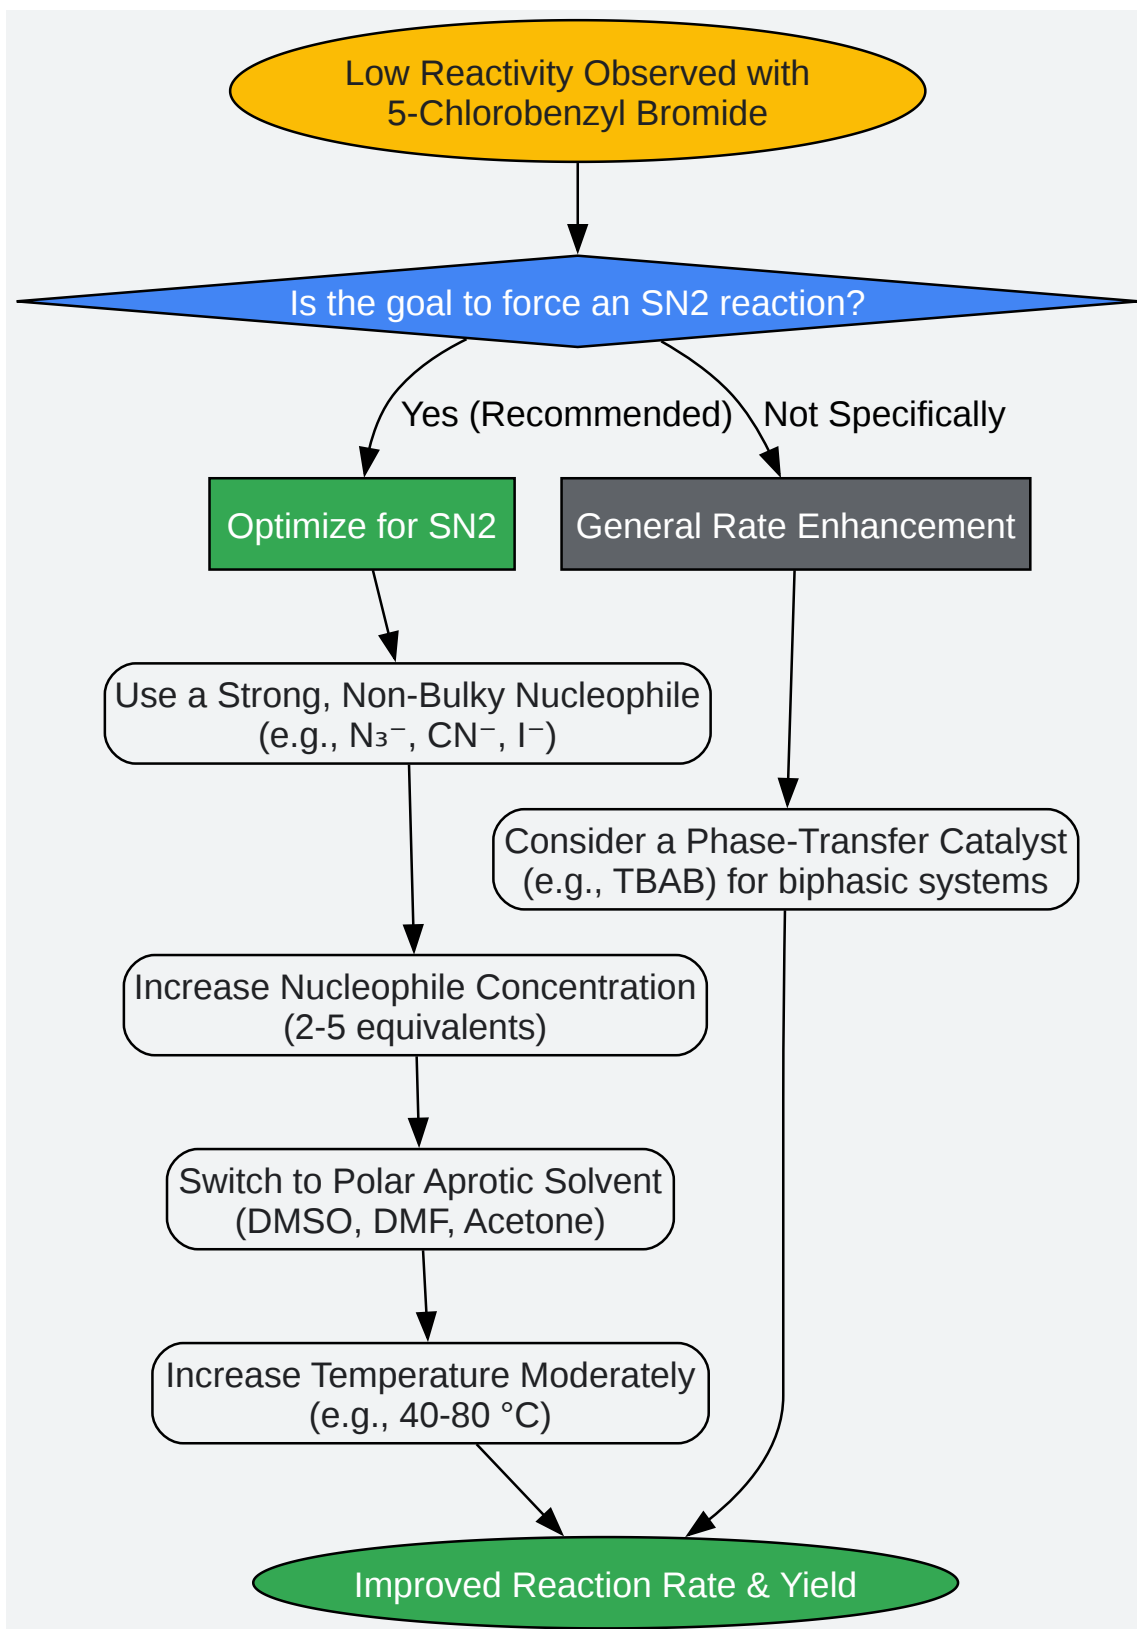 Low Reactivity Observed with
5-Chlorobenzyl Bromide
Is the goal to force an SN2 reaction?
Yes (Recommended)
Not Specifically
Optimize for SN2
General Rate Enhancement
Use a Strong, Non-Bulky Nucleophile
(e.g., N₃⁻, CN⁻, I⁻)
Consider a Phase-Transfer Catalyst
(e.g., TBAB) for biphasic systems
Increase Nucleophile Concentration
(2-5 equivalents)
Switch to Polar Aprotic Solvent
(DMSO, DMF, Acetone)
Increase Temperature Moderately
(e.g., 40-80 °C)
Improved Reaction Rate & Yield